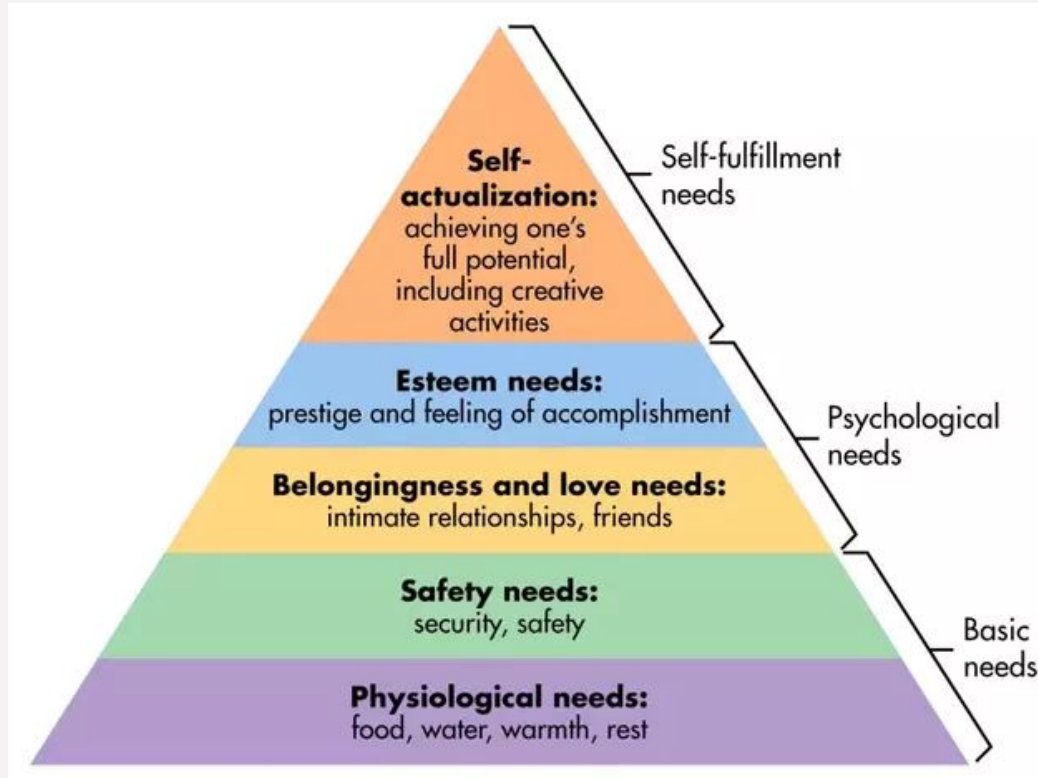 Self-
actualization:
achieving one's
full potential,
including creative
activities
Self-fulfillment
needs
Esteem needs:
prestige and feeling of accomplishment
Psychological
needs
Belongingness and love needs:
intimate relationships, friends
Safety needs:
security, safety
Basic
needs
Physiological needs:
food, water, warmth, rest